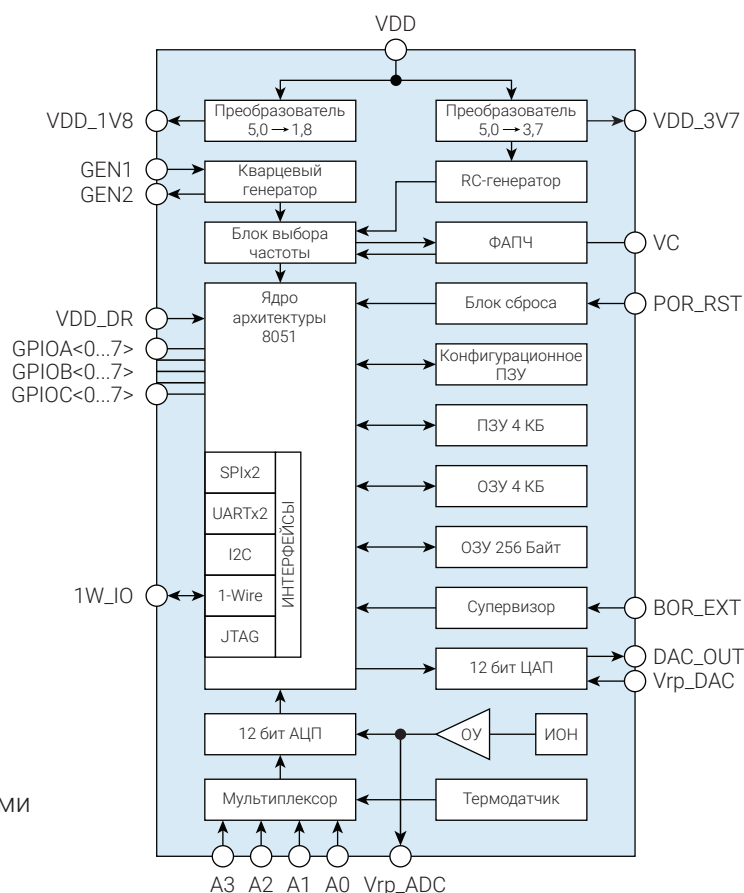 VDD
VDD_1V8
Преобразователь
5,0→1,8
Преобразователь
5,0→3,7
VDD_3V7
GEN1
GEN2
Кварцевый
генератор
RC-генератор
Блок выбора
частоты
ФАПЧ
VC
VDD_DR
Ядро
архитектуры
8051
Блок сброса
POR_RST
GPIOA<0...7>
GPIOB<0...7>
GPIOC<0...7>
Конфигурационное
ПЗУ
ПЗУ 4 КБ
SPIx2
UARTx2
I2C
1-Wire
JTAG
ИНТЕРФЕЙСЫ
ОЗУ 4 КБ
ОЗУ 256 Байт
1W_IO
Супервизор
BOR_EXT
12 бит ЦАП
DAC_OUT
Vrp_DAC
12 бит АЦП
ОУ
ИОН
ми
Мультиплексор
Термодатчик
A3 A2 A1 A0 Vrp_ADC